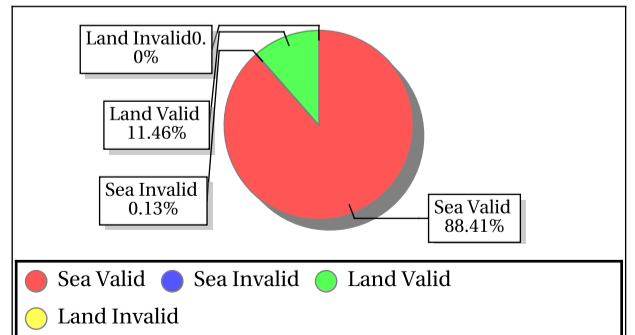 Land Invalid0.
0%
Land Valid
11.46%
Sea Invalid
0.13%
Sea Valid
88.41%
Sea Valid Sea Invalid Land Valid
Land Invalid